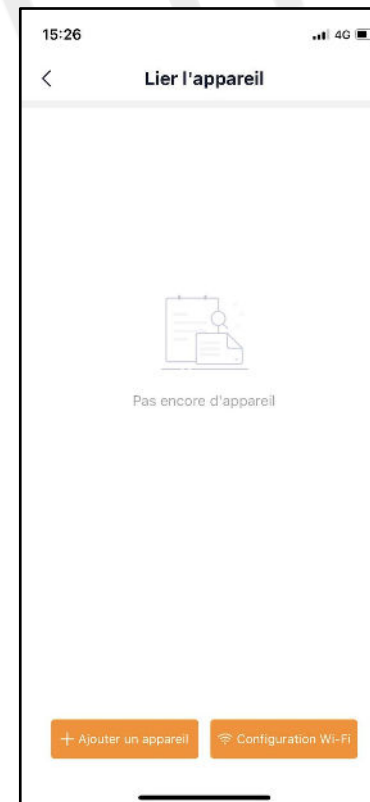 15:26
4G
Lier l'appareil
Pas encore d'appareil
+ Ajouter un appareil
Configuration Wi-Fi